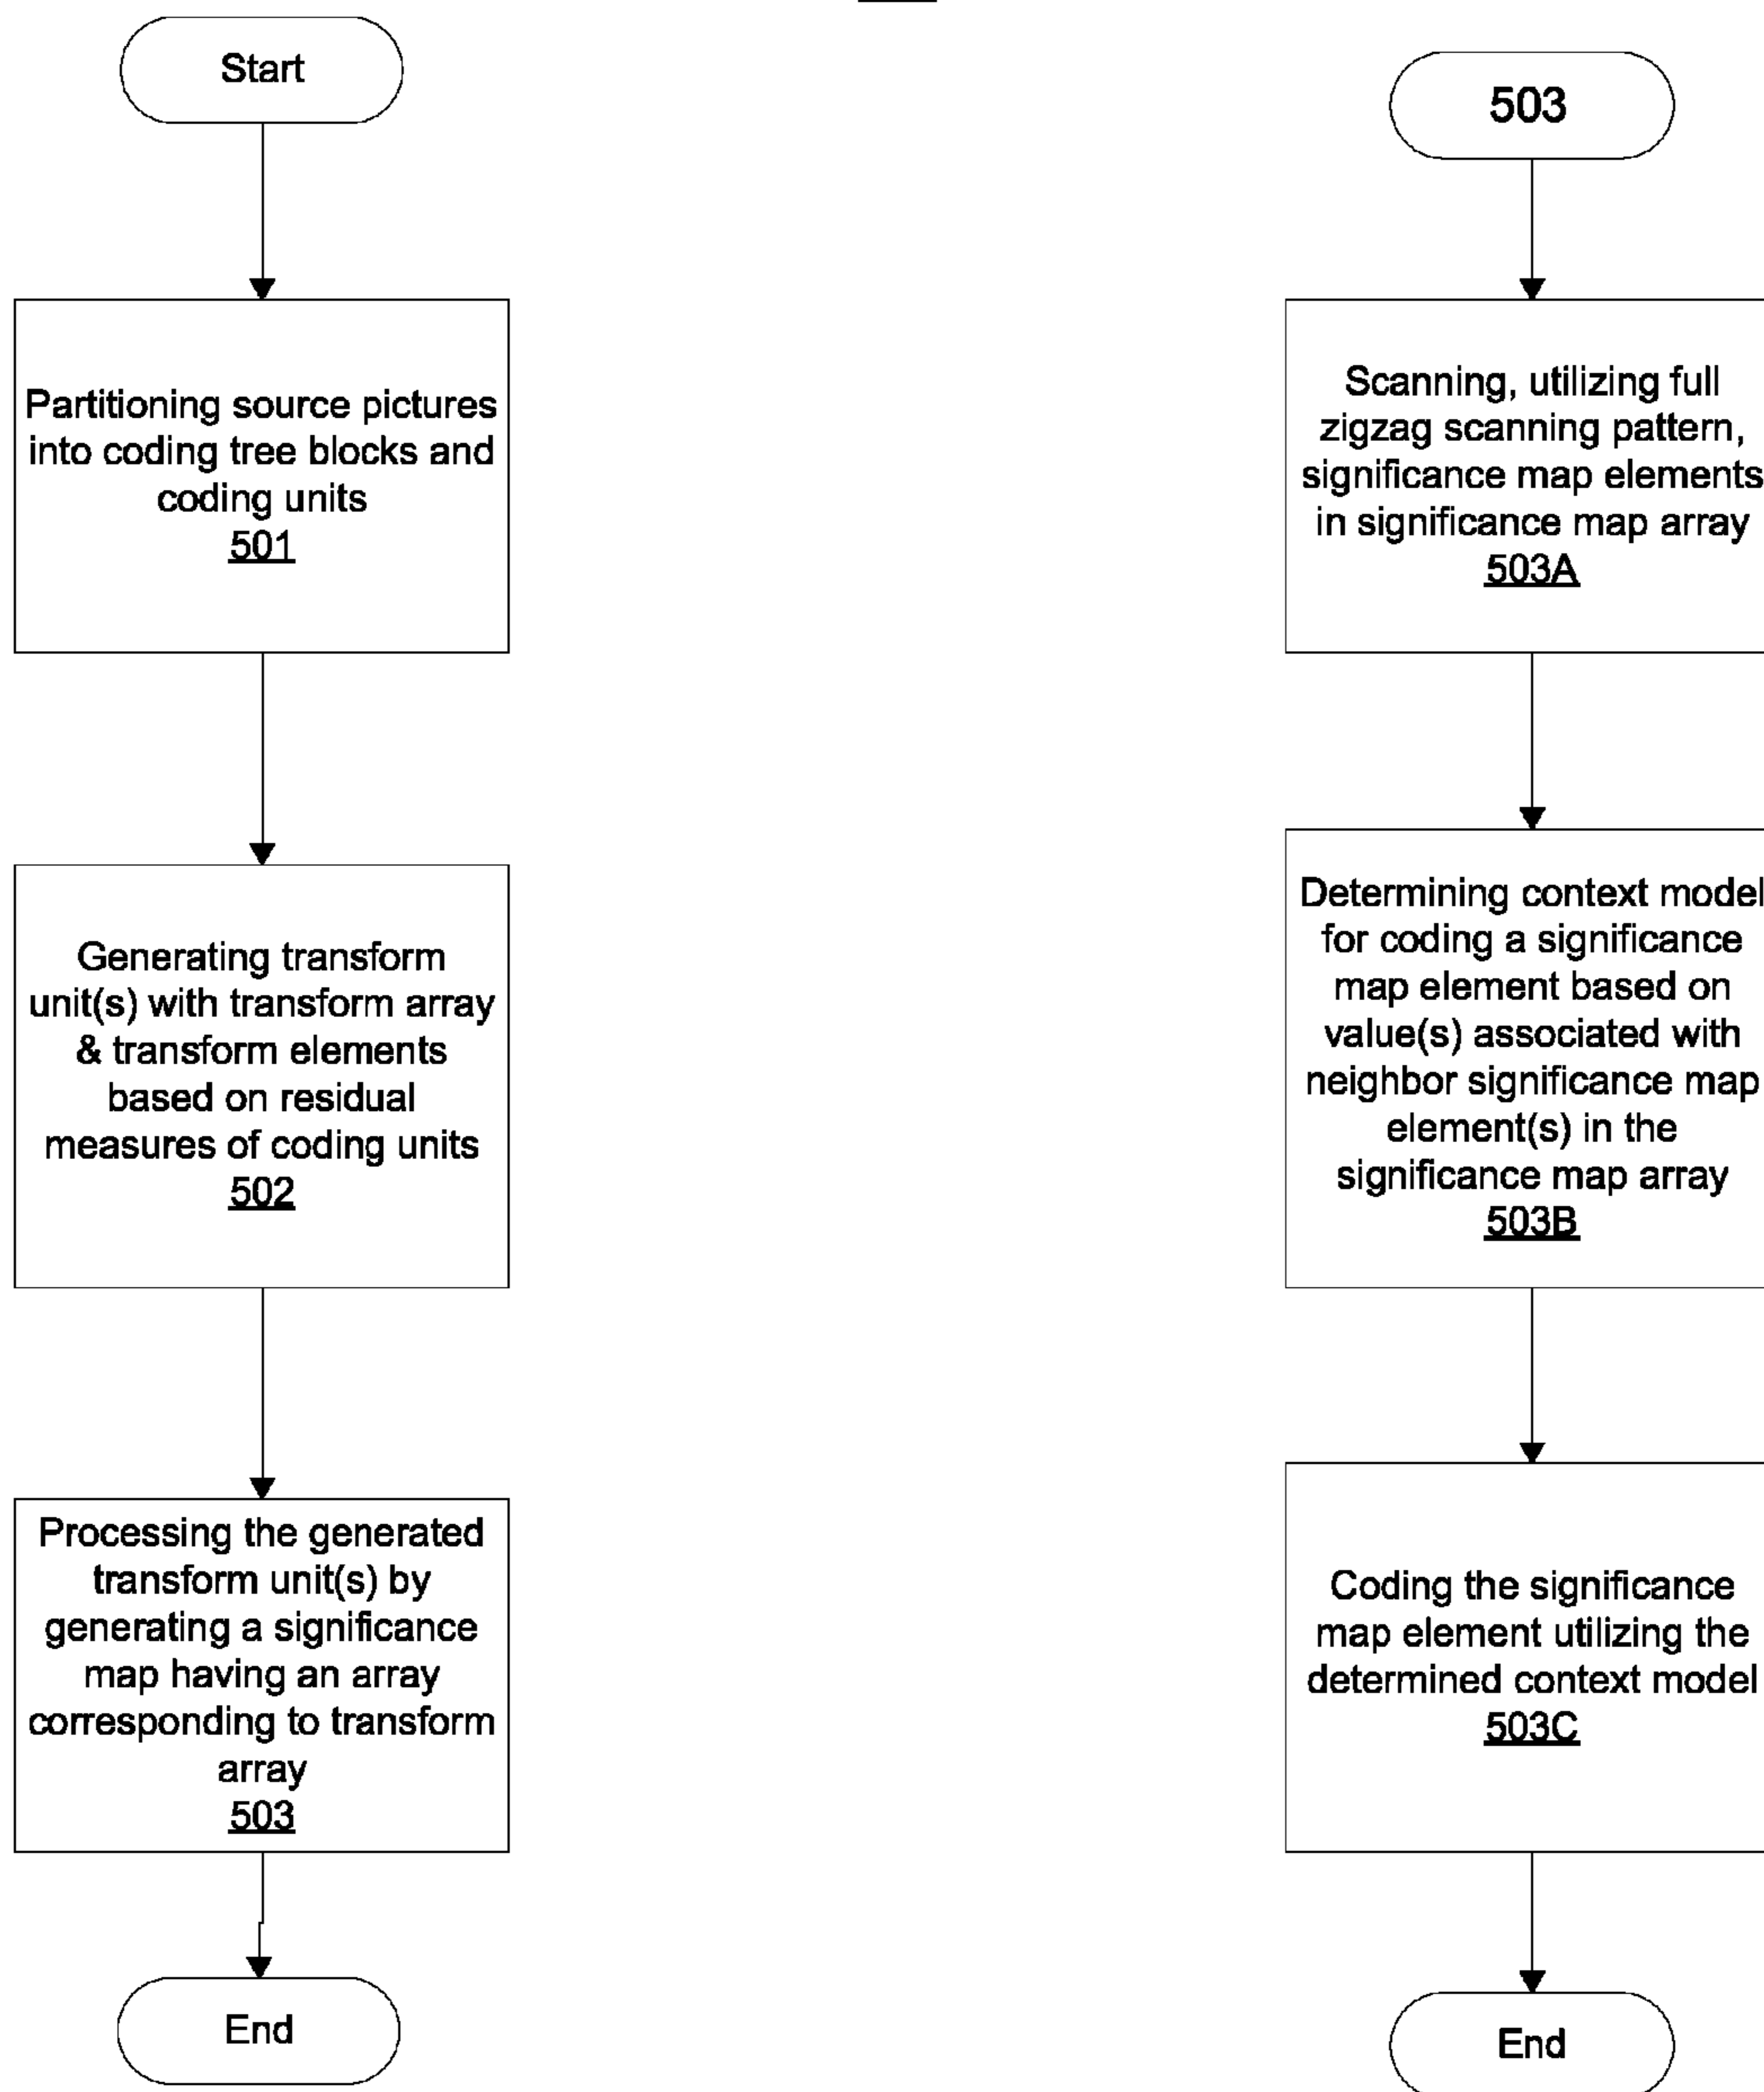 Start
Partitioning source pictures
into coding tree blocks and
coding units
501
Generating transform
unit(s) with transform array
& transform elements
based on residual
measures of coding units
502
Processing the generated
transform unit(s) by
generating a significance
map having an array
corresponding to transform
array
503
End
503
Scanning, utilizing full
zigzag scanning pattern,
significance map elements
in significance map array
503A
Determining context model
for coding a significance
map element based on
value(s) associated with
neighbor significance map
element(s) in the
significance map array
503B
Coding the significance
map element utilizing the
determined context model
503C
End